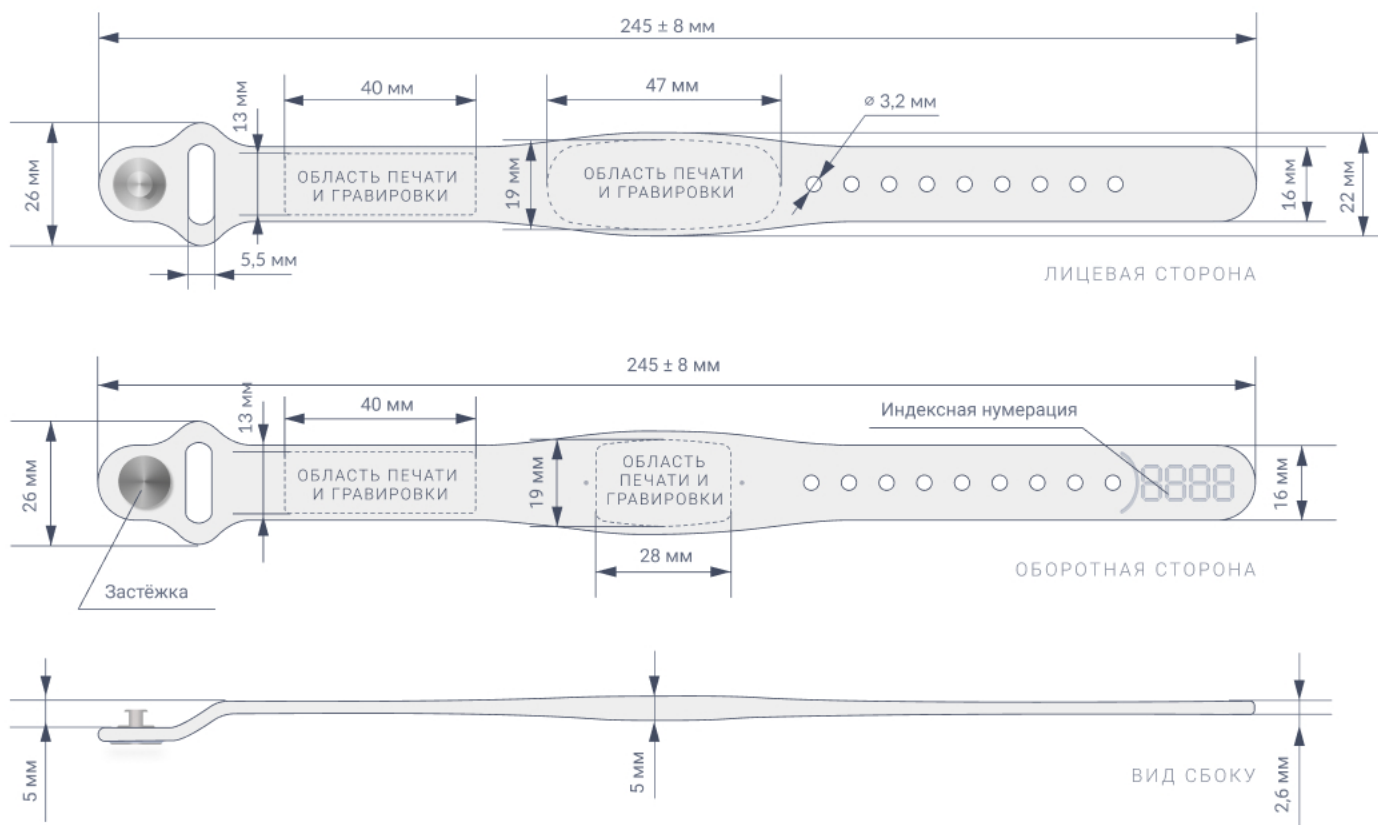 245 ± 8 мм
40 мм
47 мм
ø 3,2 мм
13 мм
26 мм
ОБЛАСТЬ ПЕЧАТИ
И ГРАВИРОВКИ
19 мм
ОБЛАСТЬ ПЕЧАТИ
И ГРАВИРОВКИ
16 мм
22 мм
5,5 мм
ЛИЦЕВАЯ СТОРОНА
245 ± 8 мм
40 мм
13 мм
Индексная нумерация
26 мм
ОБЛАСТЬ ПЕЧАТИ
И ГРАВИРОВКИ
19 мм
ОБЛАСТЬ
ПЕЧАТИ И
ГРАВИРОВКИ
8888
16 мм
28 мм
ОБОРОТНАЯ СТОРОНА
Застёжка
5 мм
5 мм
ВИД СБОКУ
2,6 мм